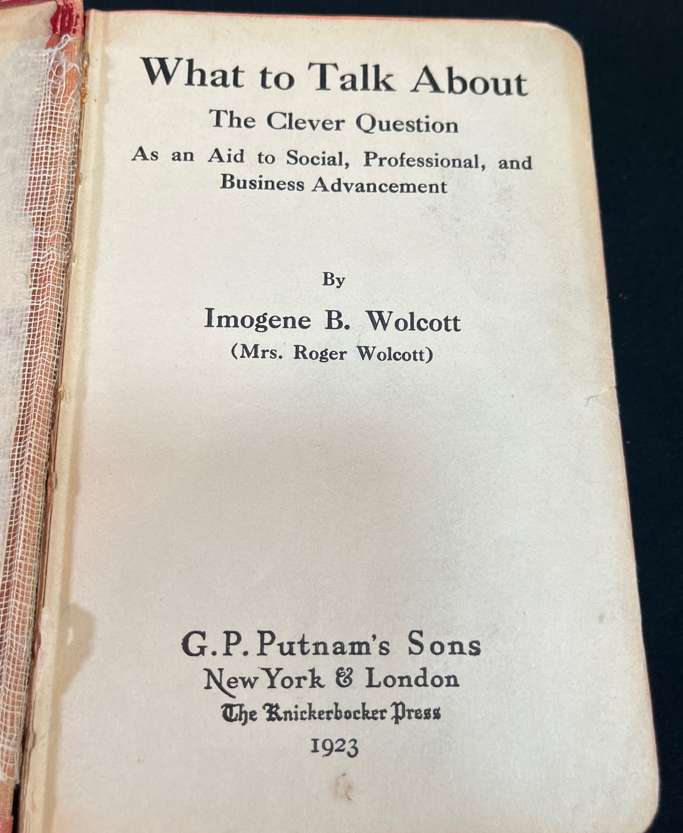 What to Talk About
The Clever Question
As an Aid to Social, Professional, and
Business Advancement
By
Imogene B. Wolcott
(Mrs. Roger Wolcott)
G. P. Putnam's Sons
New York & London
The Knickerbocker Press
1923